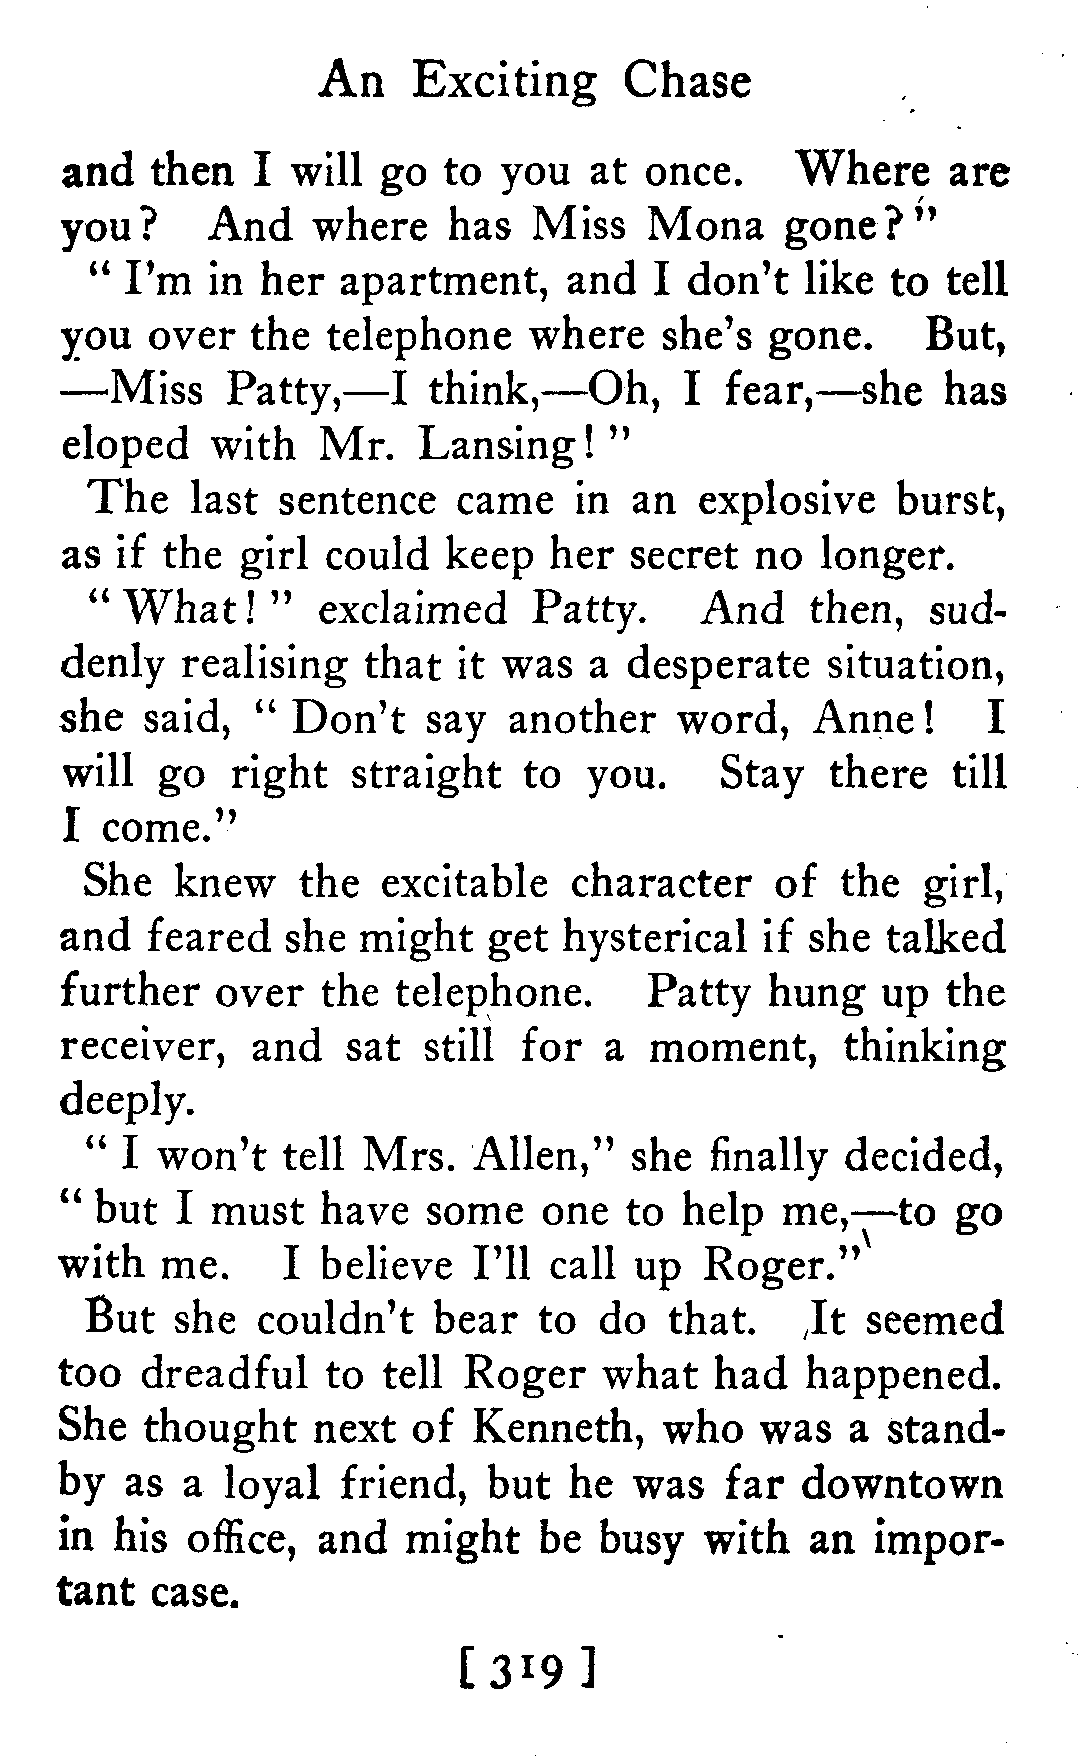 An Exciting Chase
and then I will go to you at once. Where are
you? And where has Miss Mona gone?"
"I'm in her apartment, and I don't like to tell
you over the telephone where she's gone. But,
—Miss Patty,—I think,—Oh, I fear,—she has
eloped with Mr. Lansing!"
The last sentence came in an explosive burst,
as if the girl could keep her secret no longer.
"What!" exclaimed Patty. And then, sud-
denly realising that it was a desperate situation,
she said, "Don't say another word, Anne! I
will go right straight to you. Stay there till
I come."
She knew the excitable character of the girl,
and feared she might get hysterical if she talked
further over the telephone. Patty hung up the
receiver, and sat still for a moment, thinking
deeply.
"I won't tell Mrs. Allen," she finally decided,
"but I must have some one to help me,—to go
with me. I believe I'll call up Roger."
But she couldn't bear to do that. It seemed
too dreadful to tell Roger what had happened.
She thought next of Kenneth, who was a stand-
by as a loyal friend, but he was far downtown
in his office, and might be busy with an impor-
tant case.
[ 319 ]